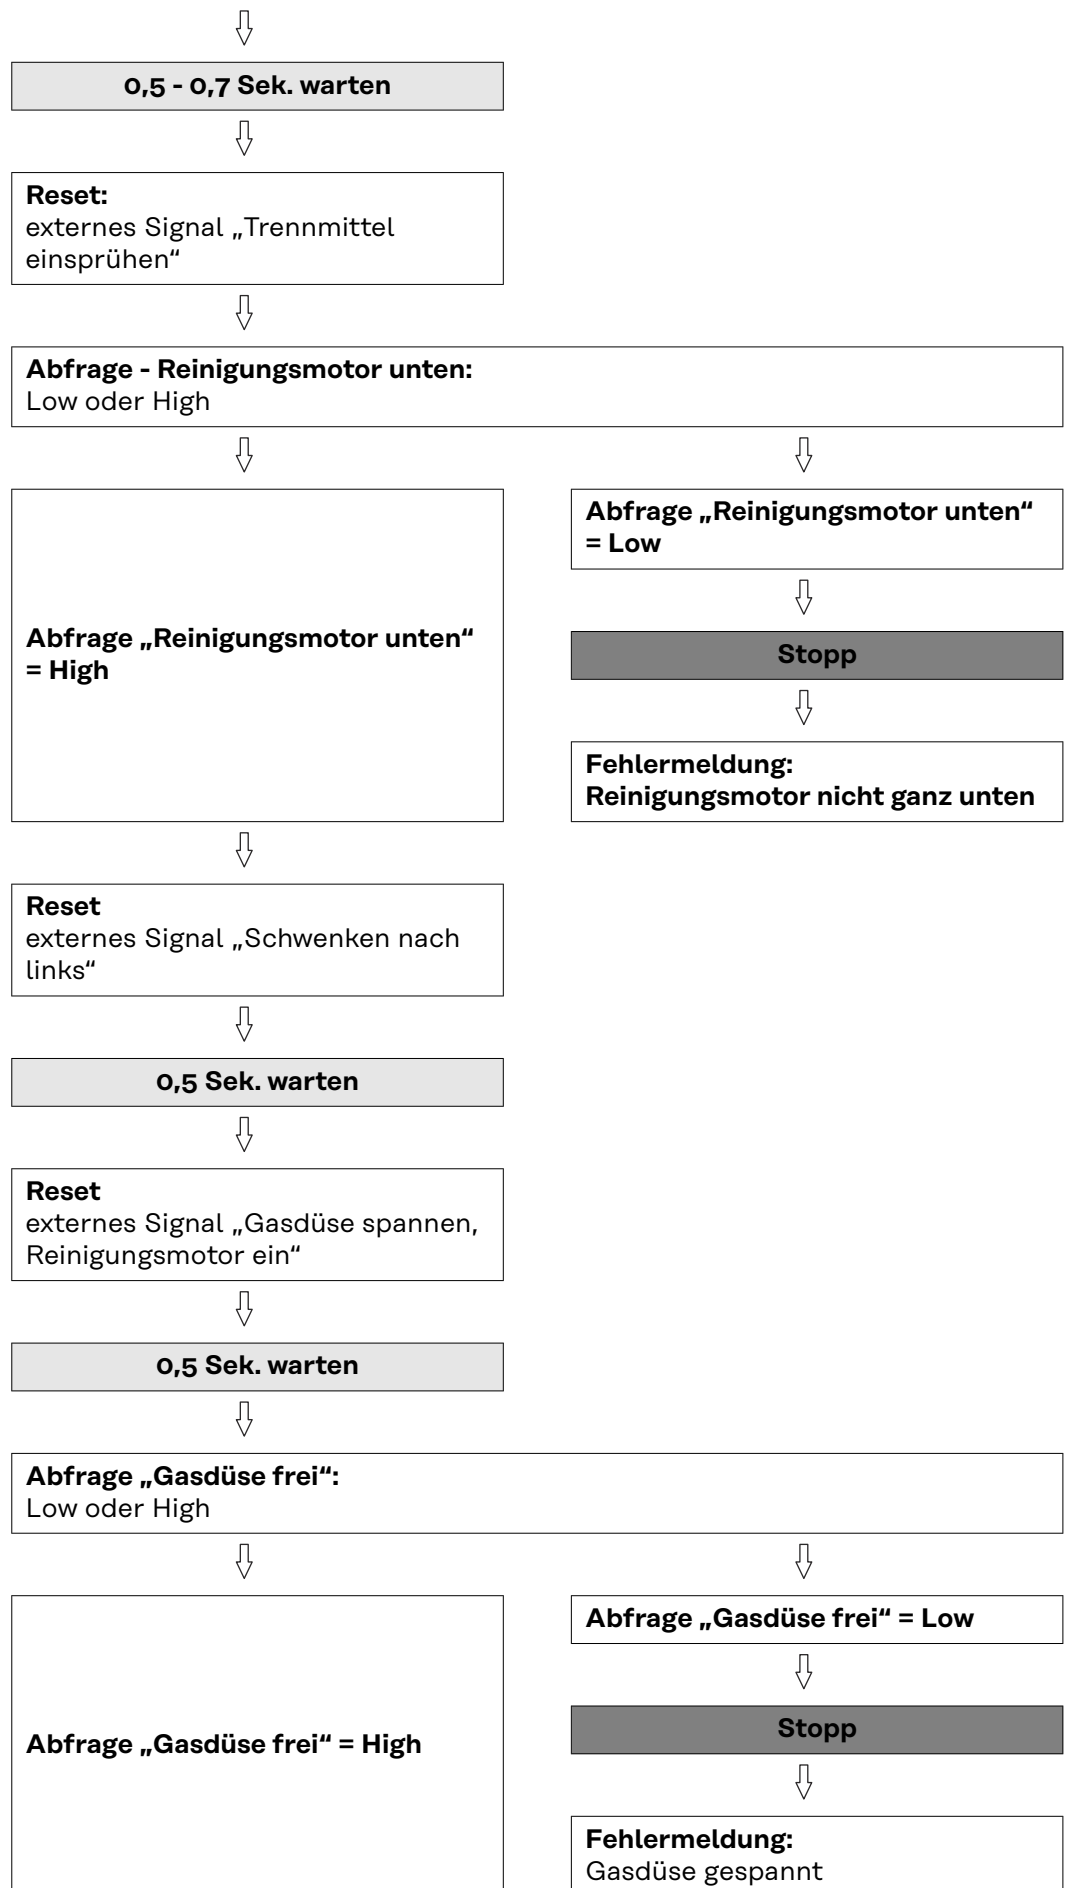 0,5 - 0,7 Sek. warten
Reset:
externes Signal „Trennmittel
einsprühen“
Abfrage - Reinigungsmotor unten:
Low oder High
Abfrage „Reinigungsmotor unten“
= High
Abfrage „Reinigungsmotor unten“
= Low
Stopp
Fehlermeldung:
Reinigungsmotor nicht ganz unten
Reset
externes Signal „Schwenken nach
links“
0,5 Sek. warten
Reset
externes Signal „Gasdüse spannen,
Reinigungsmotor ein“
0,5 Sek. warten
Abfrage „Gasdüse frei“:
Low oder High
Abfrage „Gasdüse frei“ = High
Abfrage „Gasdüse frei“ = Low
Stopp
Fehlermeldung:
Gasdüse gespannt